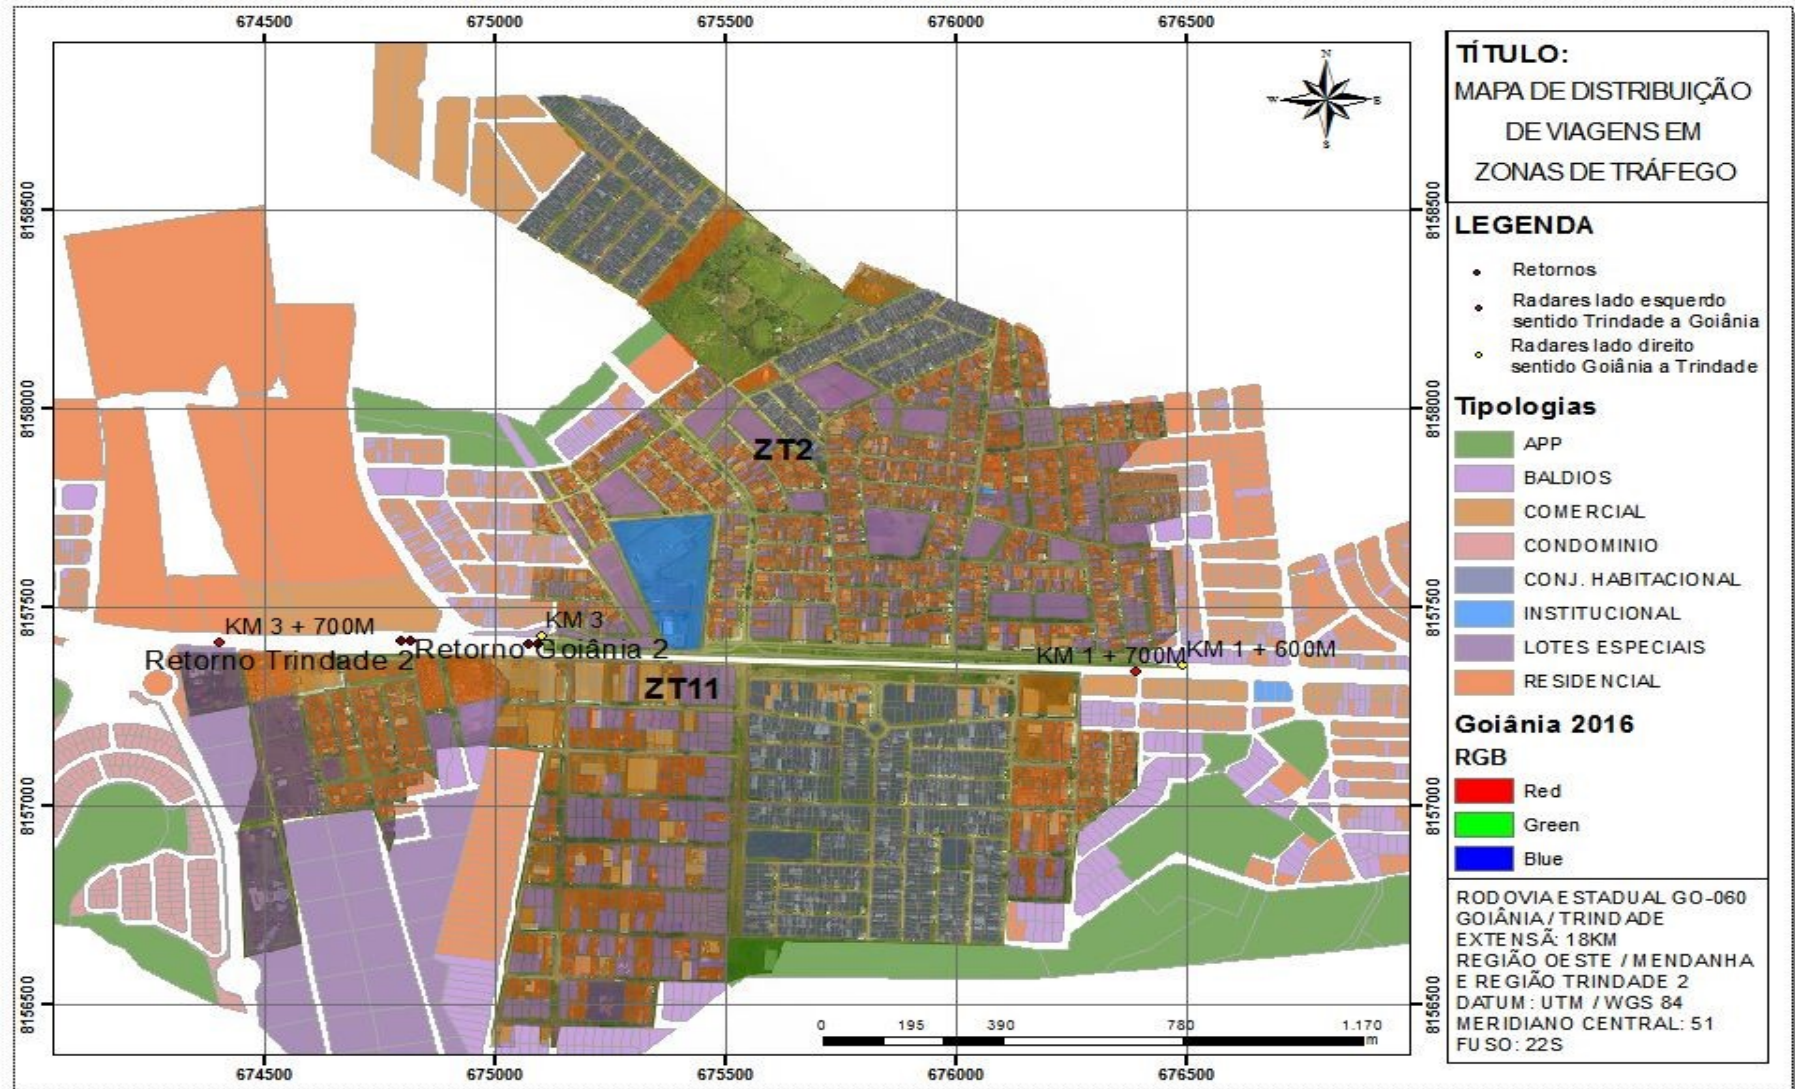 674500
675000
675500
676000
676500
N
W
E
S
8158500
8158000
8157500
8157000
8156500
8158500
8158000
8157500
8157000
8156500
ZT2
KM 3 + 700M
KM 3
Retorno Trindade 2
Retorno Goiânia 2
KM 1 + 700M
KM 1 + 600M
ZT11
0
195
390
780
1.170
m
674500
675000
675500
676000
676500
TÍTULO:
MAPA DE DISTRIBUIÇÃO
DE VIAGENS EM
ZONAS DE TRÁFEGO
LEGENDA
Retornos
Radares lado esquerdo
sentido Trindade a Goiânia
Radares lado direito
sentido Goiânia a Trindade
Tipologias
APP
BALDIOS
COMERCIAL
CONDOMINIO
CONJ. HABITACIONAL
INSTITUCIONAL
LOTES ESPECIAIS
RESIDENCIAL
Goiânia 2016
RGB
Red
Green
Blue
RODOVIA ESTADUAL GO-060
GOIÂNIA / TRINDADE
EXTENSÃ: 18KM
REGIÃO OESTE / MENDANHA
E REGIÃO TRINDADE 2
DATUM: UTM / WGS 84
MERIDIANO CENTRAL: 51
FUSO: 22S